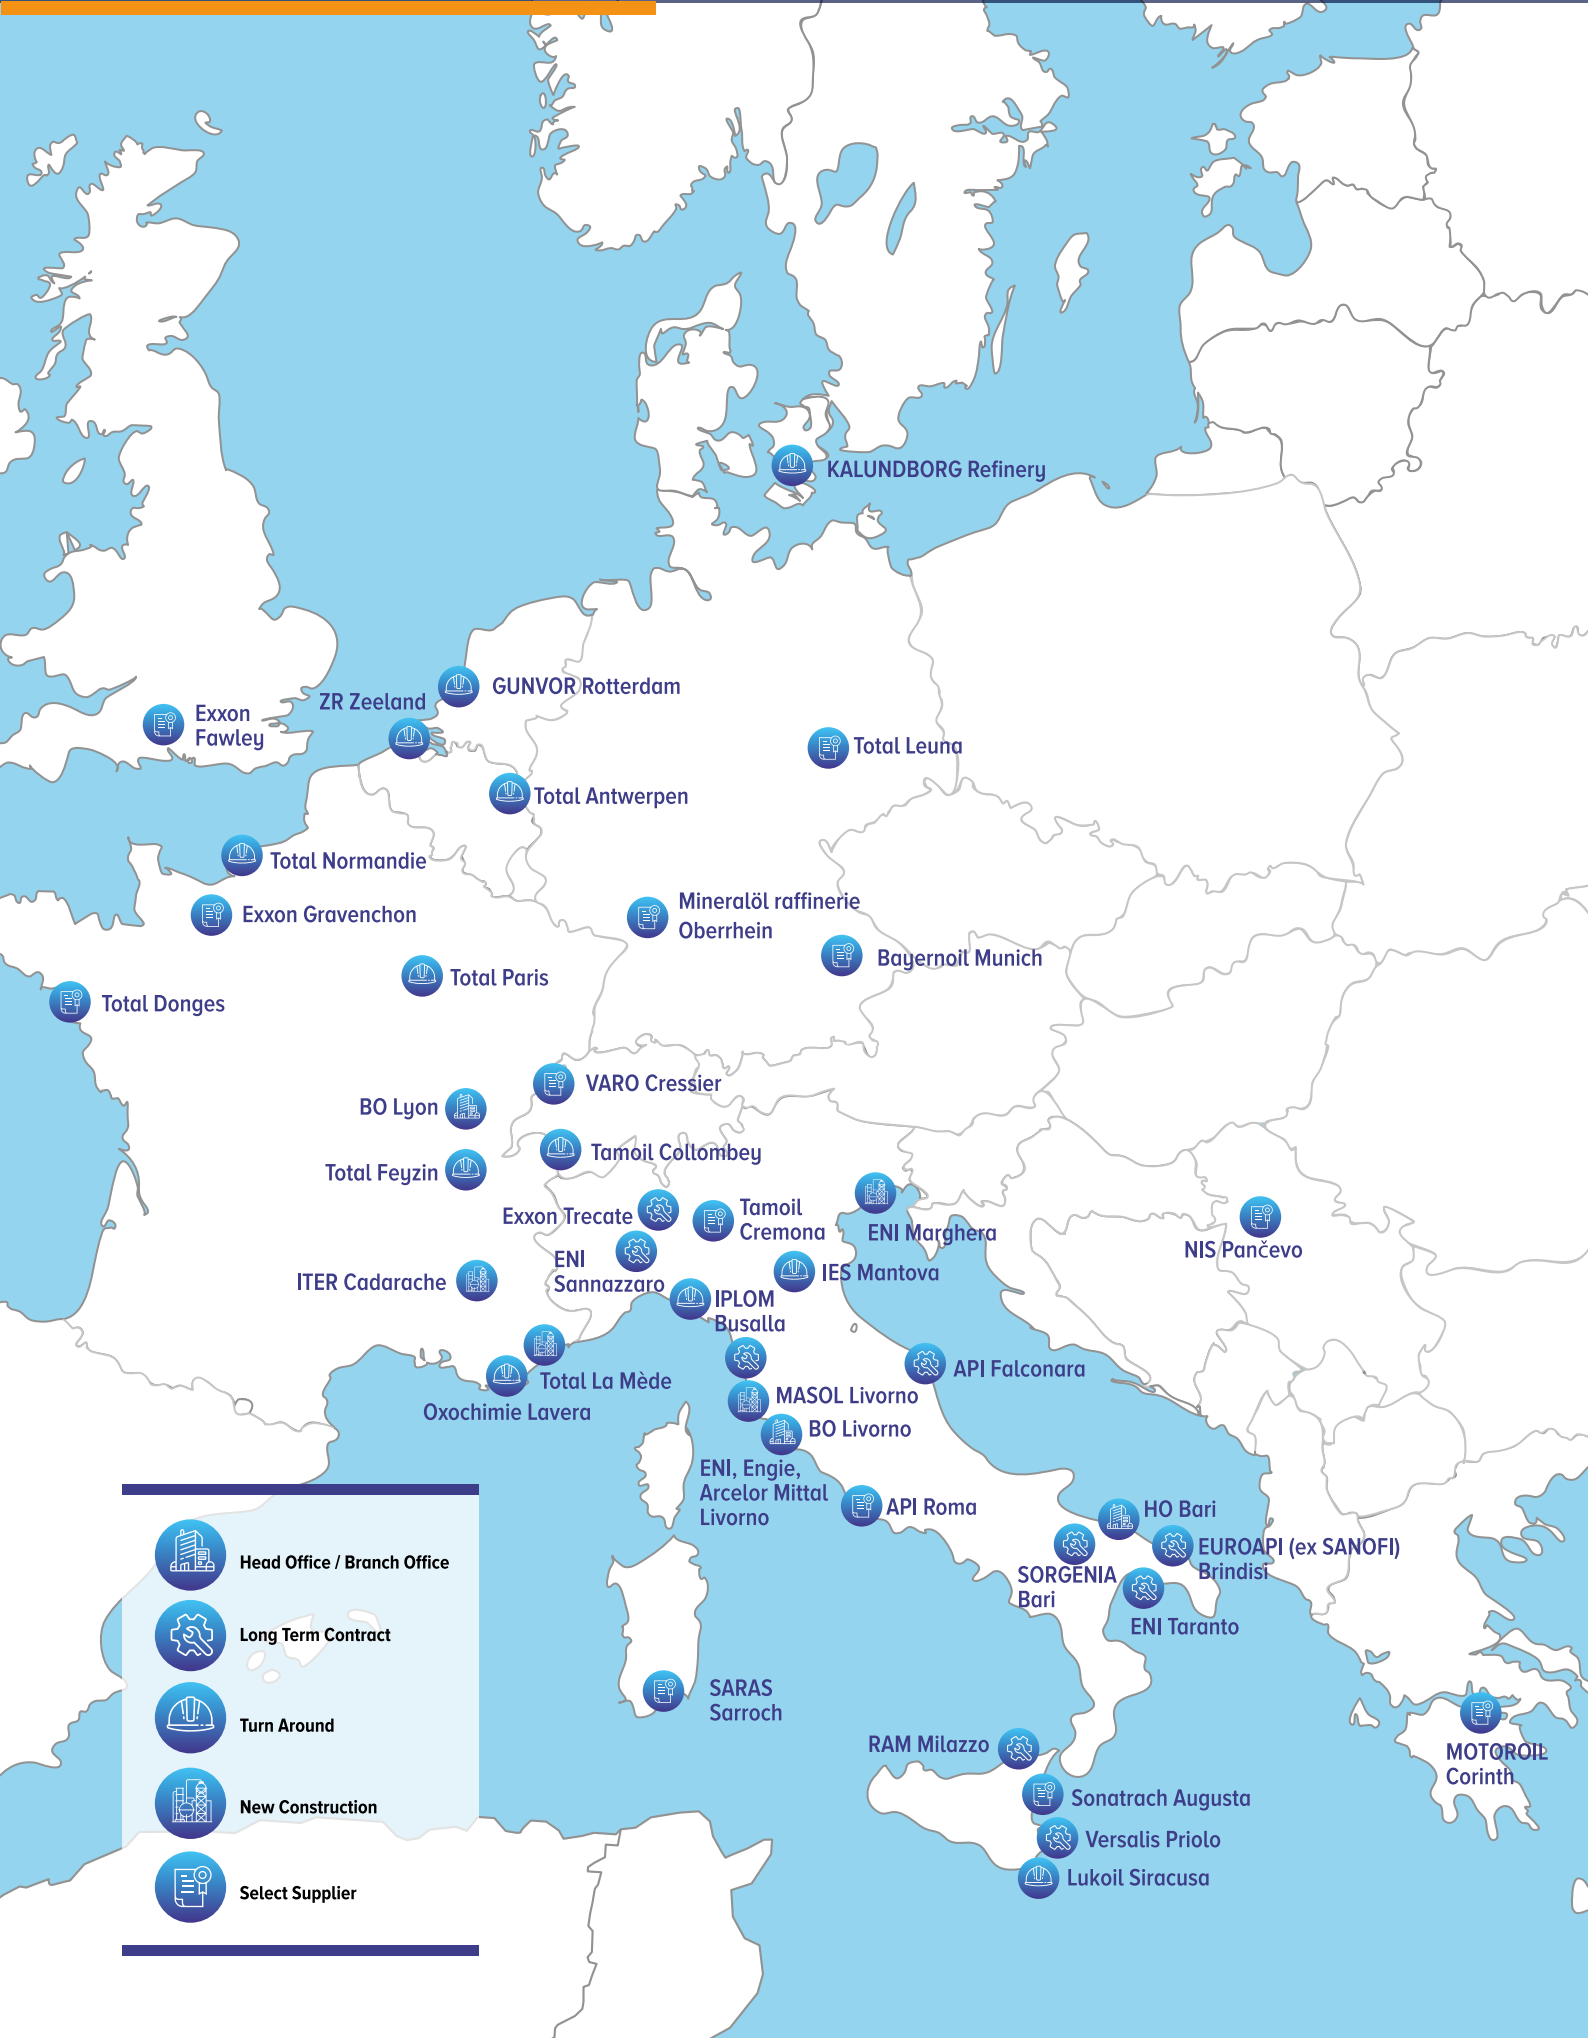 KALUNDBORG Refinery
GUNVOR Rotterdam
ZR Zeeland
Exxon
Fawley
Total Leuna
Total Antwerpen
Total Normandie
Mineralöl raffinerie
Oberrhein
Exxon Gravenchon
Bayernoil Munich
Total Paris
Total Donges
VARO Cressier
BO Lyon
Tamoil Collombey
Total Feyzin
Exxon Trecate
Tamoil
Cremona
ENI Marghera
NIS Pančevo
ENI
Sannazzaro
IES Mantova
ITER Cadarache
IPLOM
Busalla
API Falconara
Total La Mède
MASOL Livorno
Oxochimie Lavera
BO Livorno
ENI, Engie,
Arcelor Mittal
Livorno
API Roma
HO Bari
EUROAPI (ex SANOFI)
Brindisi
SORGENIA
Bari
ENI Taranto
SARAS
Sarroch
RAM Milazzo
MOTOROIL
Corinth
Sonatrach Augusta
Versalis Priolo
Lukoil Siracusa
Head Office / Branch Office
Long Term Contract
Turn Around
New Construction
Select Supplier